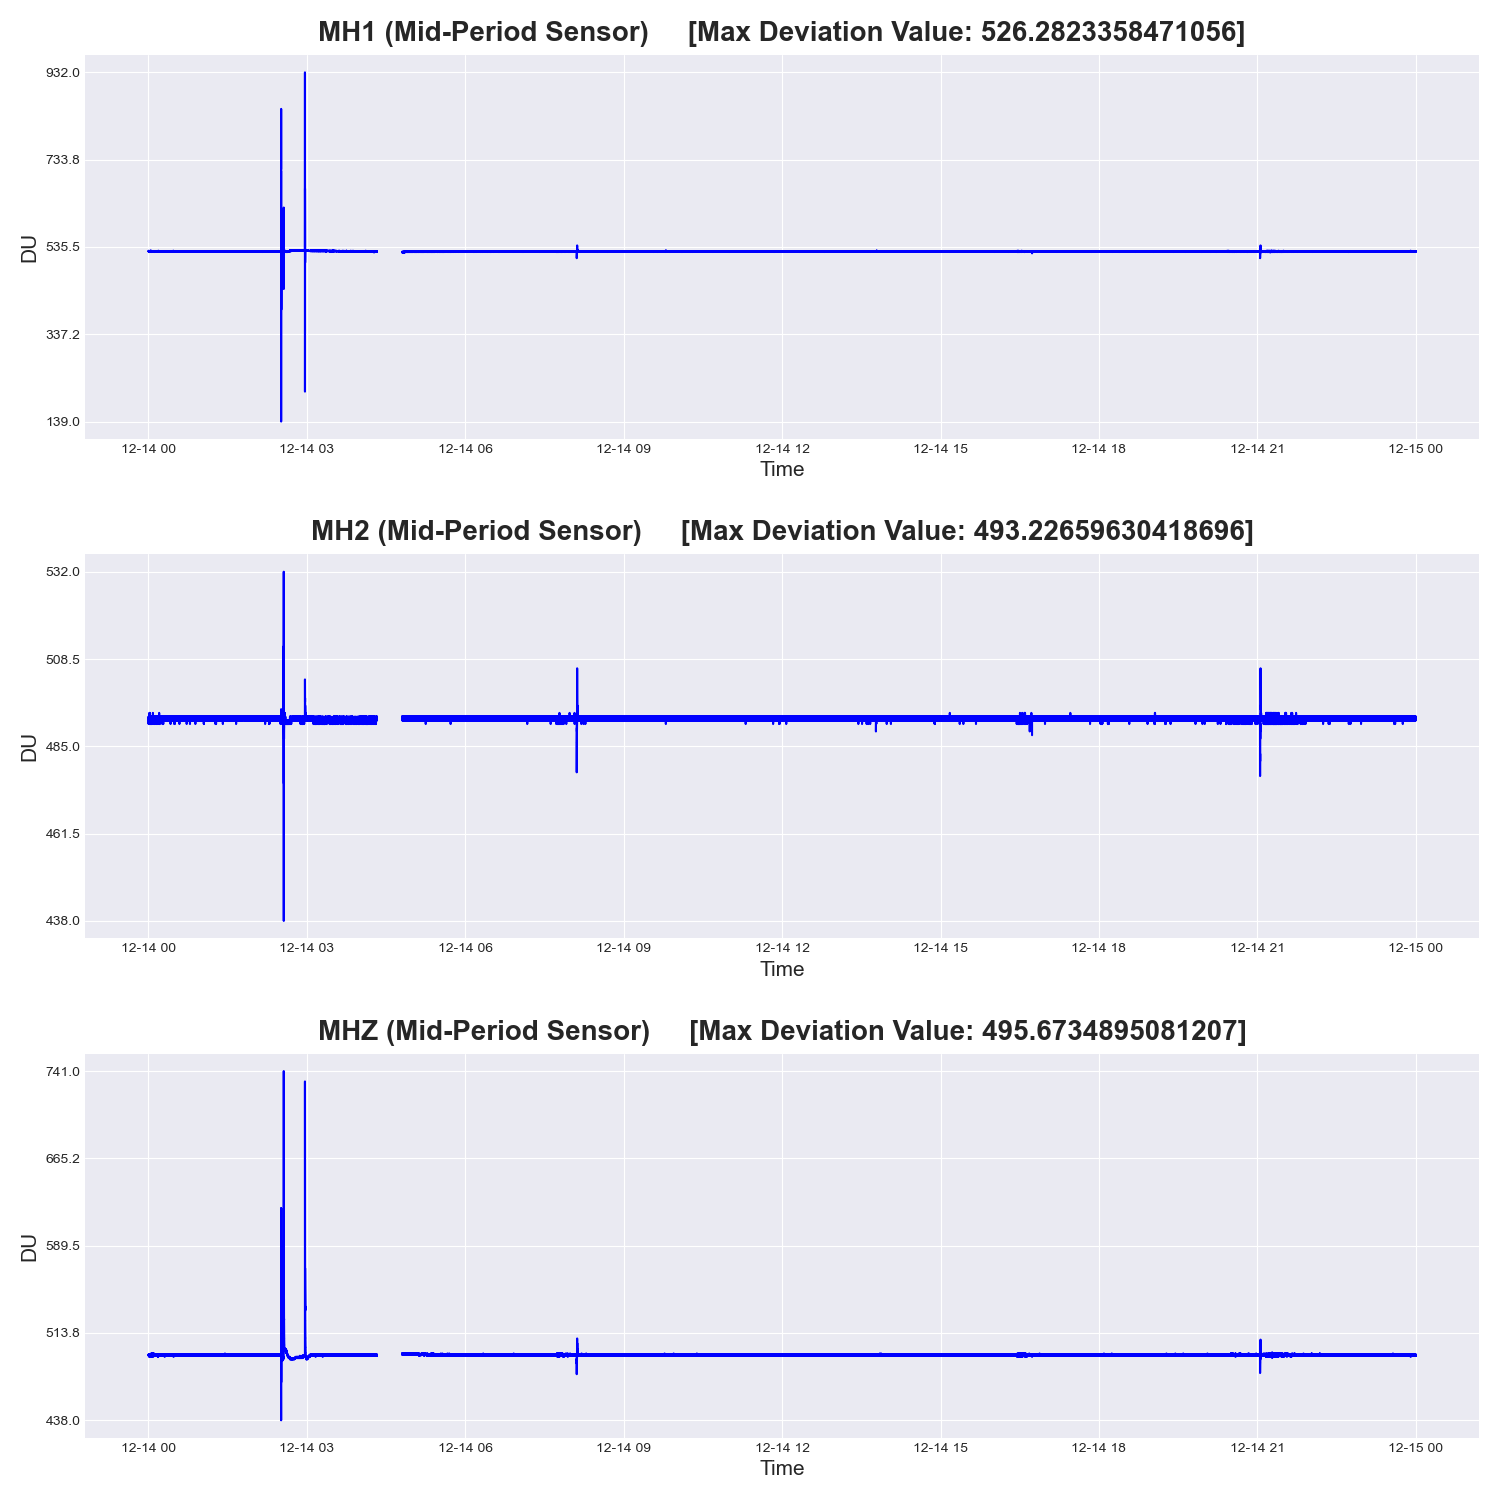 MH1 (Mid-Period Sensor) [Max Deviation Value: 526.2823358471056]
932.0
733.8
535.5
337.2
139.0
DU
12-14 00 12-14 03 12-14 06 12-14 09 12-14 12 12-14 15 12-14 18 12-14 21 12-15 00
Time
MH2 (Mid-Period Sensor) [Max Deviation Value: 493.22659630418696]
532.0
508.5
485.0
461.5
438.0
DU
12-14 00 12-14 03 12-14 06 12-14 09 12-14 12 12-14 15 12-14 18 12-14 21 12-15 00
Time
MHZ (Mid-Period Sensor) [Max Deviation Value: 495.6734895081207]
741.0
665.2
589.5
513.8
438.0
DU
12-14 00 12-14 03 12-14 06 12-14 09 12-14 12 12-14 15 12-14 18 12-14 21 12-15 00
Time